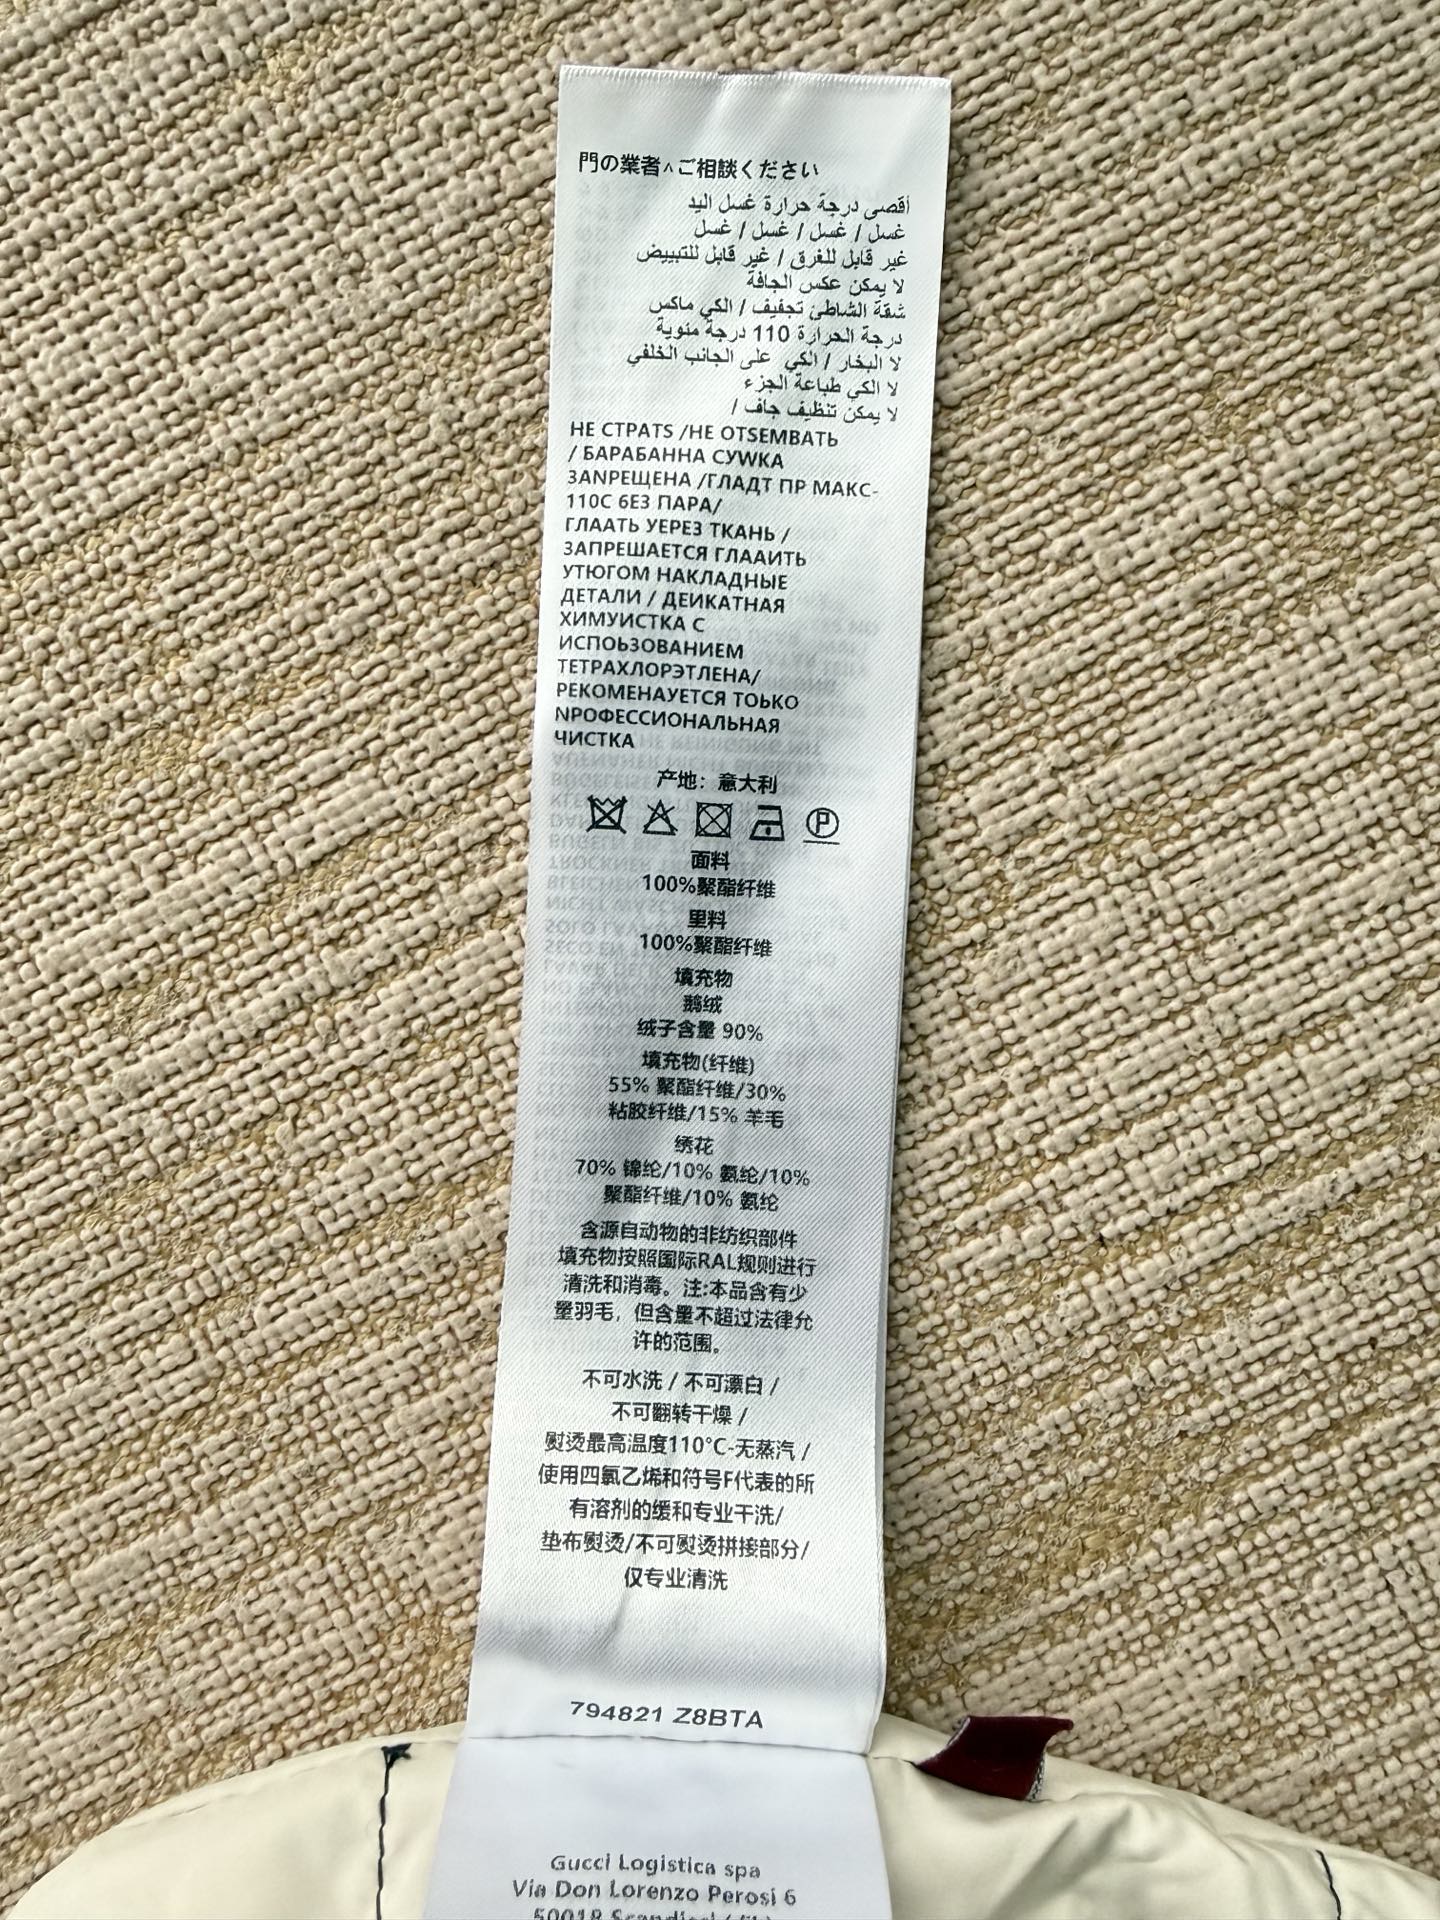 門の業者^ご相談ください
أقصى درجة حرارة غسل اليد
غسل / غسل / غسل / غسل
غير قابل للغرق / غير قابل للتبييض
لا يمكن عكس الجافة
شقة الشاطئ تجفيف / الكي ماكس
درجة الحرارة 110 درجة مئوية
لا البخار / الكي على الجانب الخلفي
لا الكي طباعة الجزء
لا يمكن تنظيف جاف /
НЕ СТРАТЅ /НЕ ОТSЕМВАТЬ
/ БАРАБАННА СУWКА
ЗАNРЕЩЕНА /ГЛАДТ ПР МАКС-
110С 6ЕЗ ПАРА/
ГЛААТЬ УЕРЕЗ ТКАНЬ /
ЗАПРЕШАЕТСЯ ГЛААИТЬ
УТЮГОМ НАКЛАДНЫЕ
ДЕТАЛИ / ДЕИКАТНАЯ
ХИМУИСТКА С
ИСПОЬЗОВАНИЕМ
ТЕТРАХЛОРЭТЛЕНА/
РЕКОМЕНАУЕТСЯ ТОЬКО
NРОФЕССИОНАЛЬНАЯ
ЧИСТКА
产地：意大利
P
面料
100%聚酯纤维
里料
100%聚酯纤维
填充物
鹅绒
绒子含量 90%
填充物(纤维)
55% 聚酯纤维/30%
粘胶纤维/15% 羊毛
绣花
70% 锦纶/10% 氨纶/10%
聚酯纤维/10% 氨纶
含源自动物的非纺织部件
填充物按照国际RAL规则进行
清洗和消毒。注:本品含有少
量羽毛，但含量不超过法律允
许的范围。
不可水洗 / 不可漂白 /
不可翻转干燥 /
熨烫最高温度110°C-无蒸汽 /
使用四氯乙烯和符号F代表的所
有溶剂的缓和专业干洗/
垫布熨烫/不可熨烫拼接部分/
仅专业清洗
794821 Z8BTA
Gucci Logistica spa
Via Don Lorenzo Perosi 6
50018 Scandicci